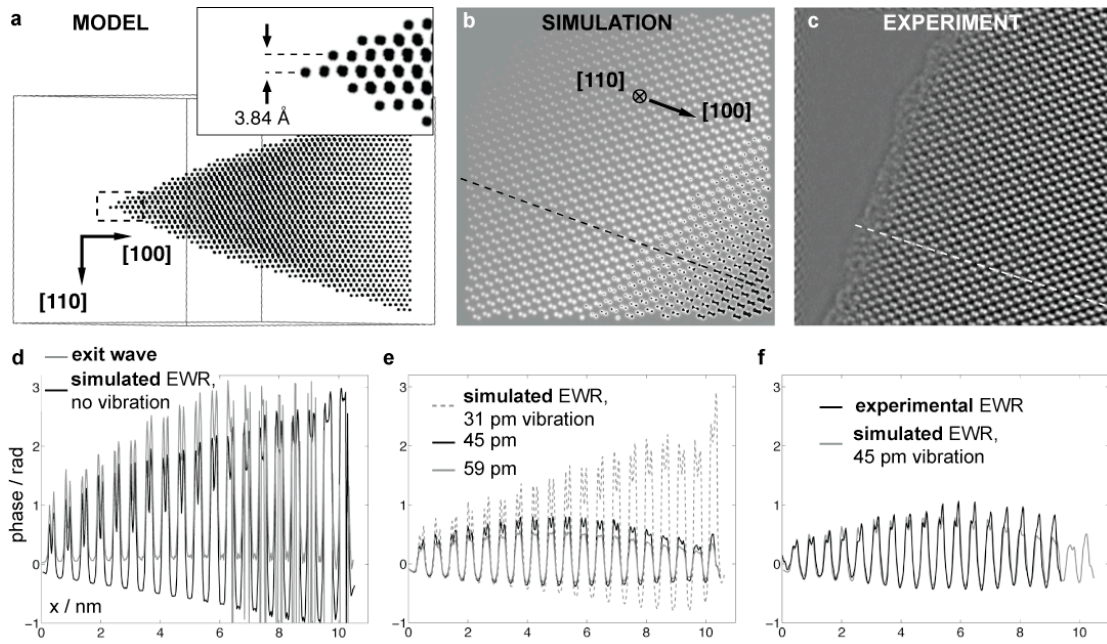 a MODEL
3.84 Å
[100]
[110]
b SIMULATION
[110]
[100]
c EXPERIMENT
d
exit wave
simulated EWR,
no vibration
3
2
1
0
-1
phase / rad
x / nm
0 2 4 6 8 10
e
simulated EWR,
31 pm vibration
45 pm
59 pm
3
2
1
0
-1
0 2 4 6 8 10
f
experimental EWR
simulated EWR,
45 pm vibration
3
2
1
0
-1
0 2 4 6 8 10